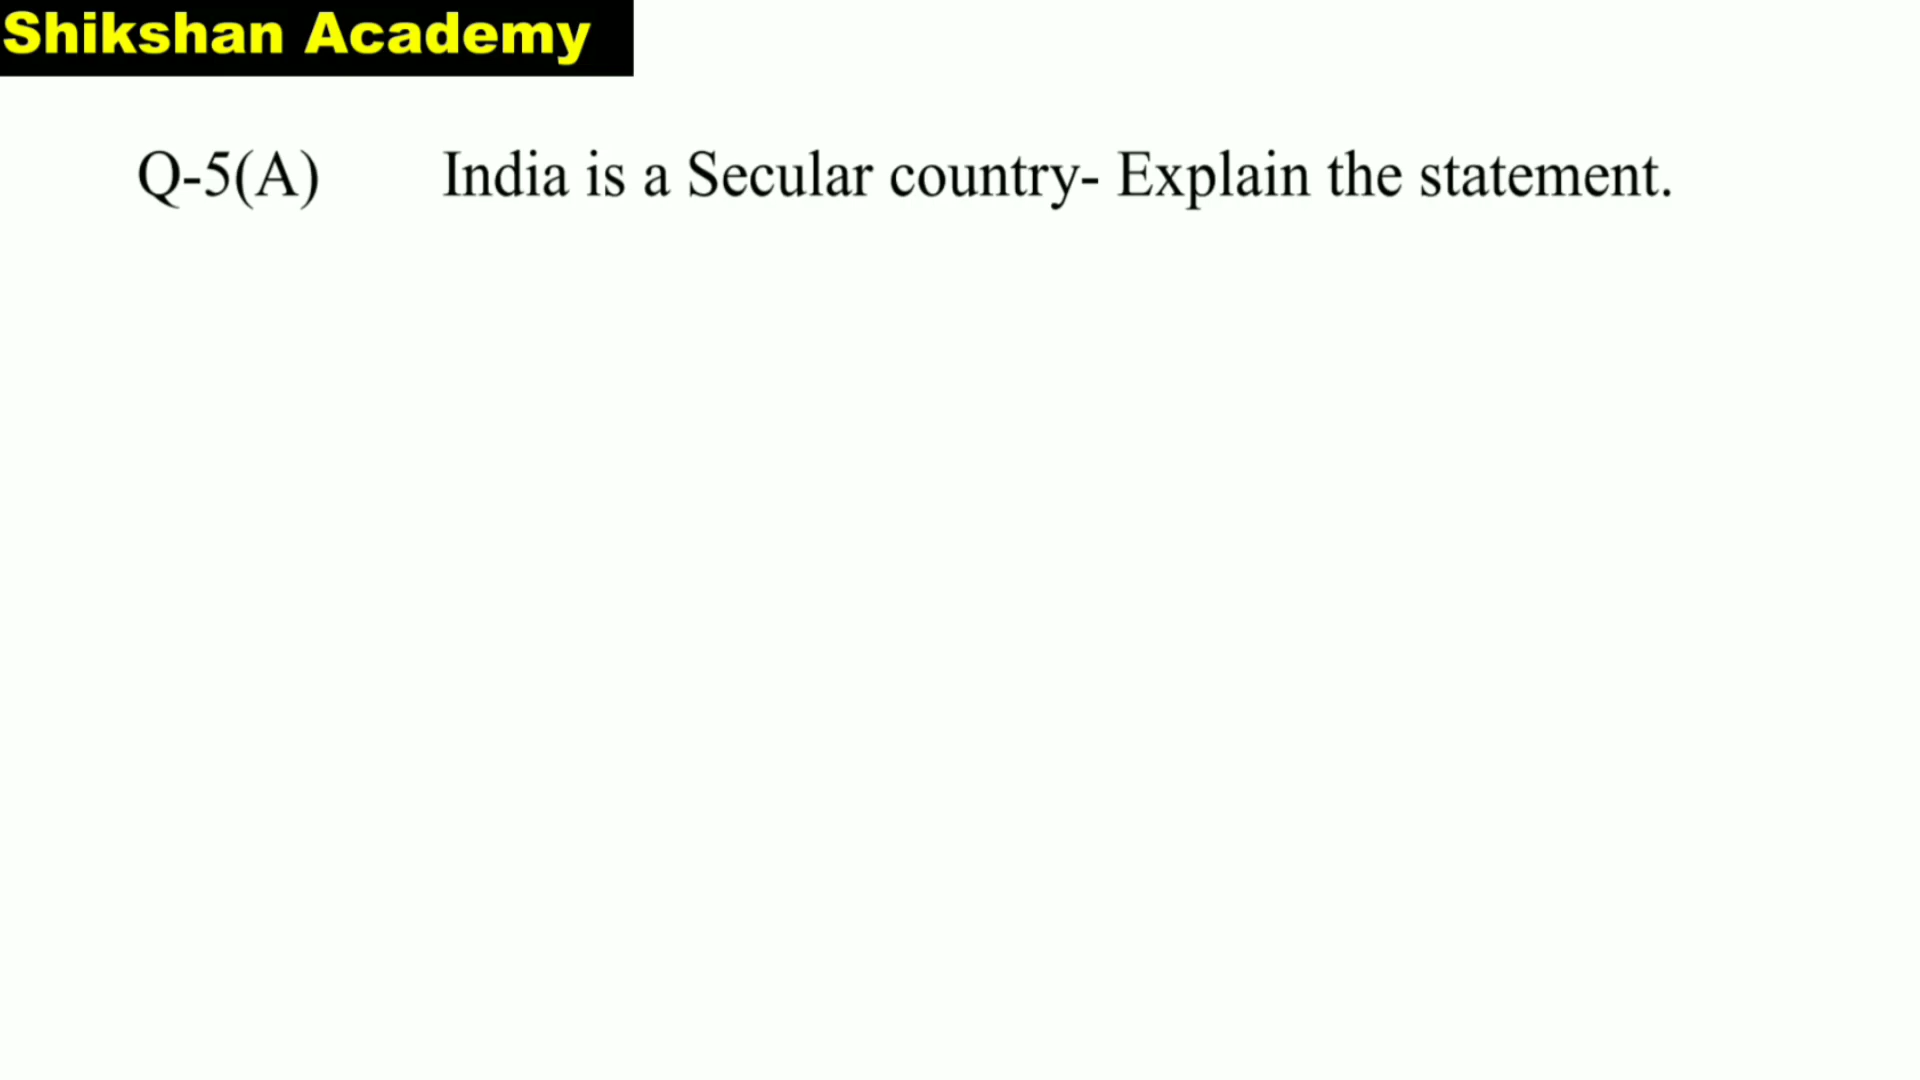 Shikshan Academy
Q-5(A) India is a Secular country- Explain the statement.